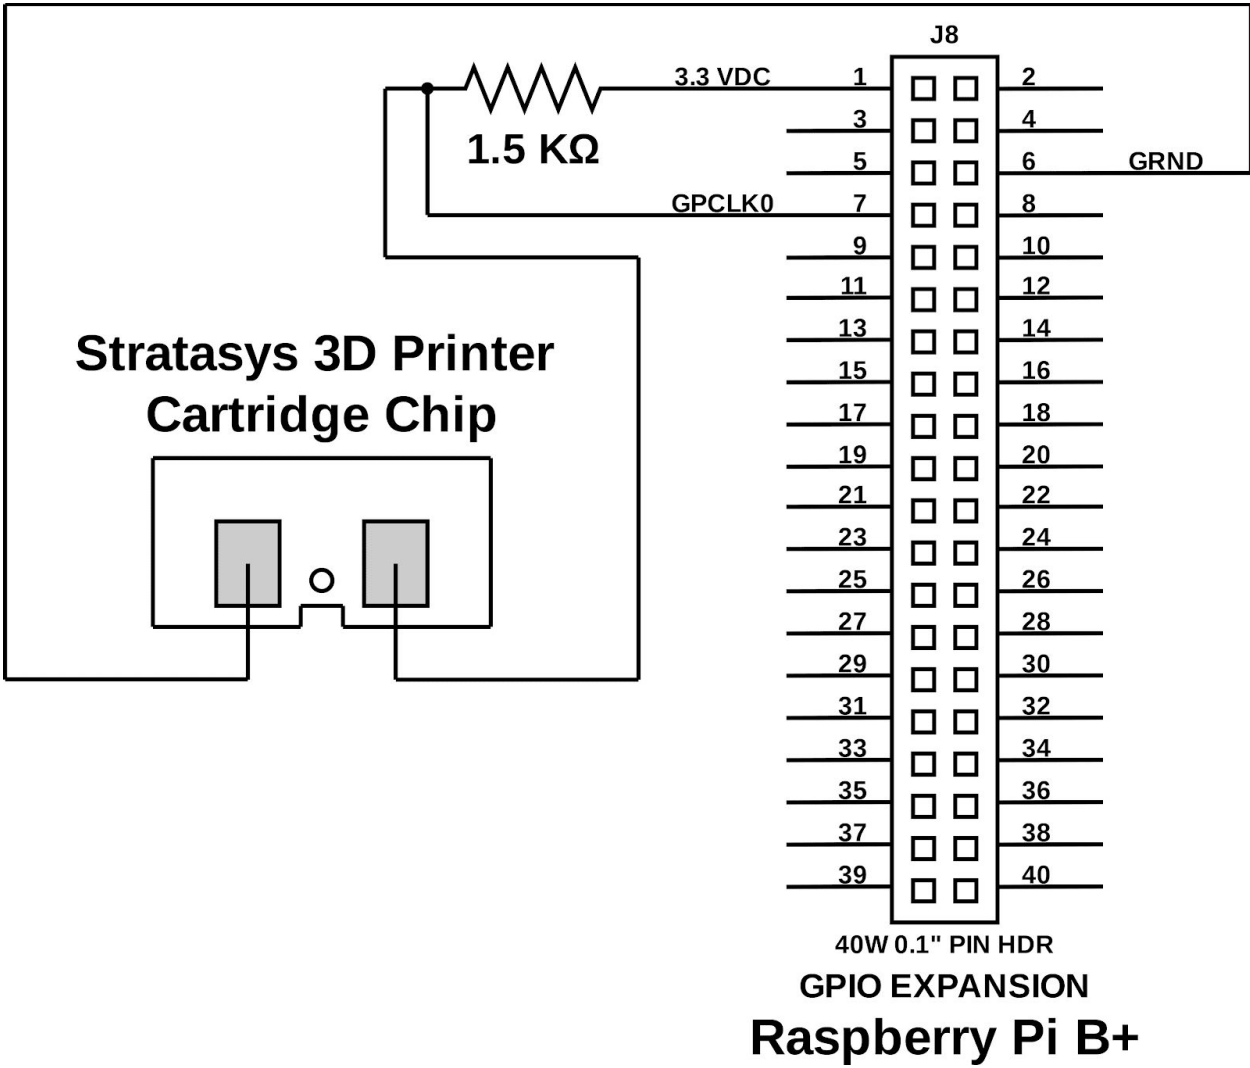 J8
3.3 VDC 1 2
1.5 KΩ
3 4
5 6 GRND
GPCLK0 7 8
9 10
11 12
13 14
Stratasys 3D Printer
Cartridge Chip
15 16
17 18
19 20
21 22
23 24
25 26
27 28
29 30
31 32
33 34
35 36
37 38
39 40
40W 0.1" PIN HDR
GPIO EXPANSION
Raspberry Pi B+